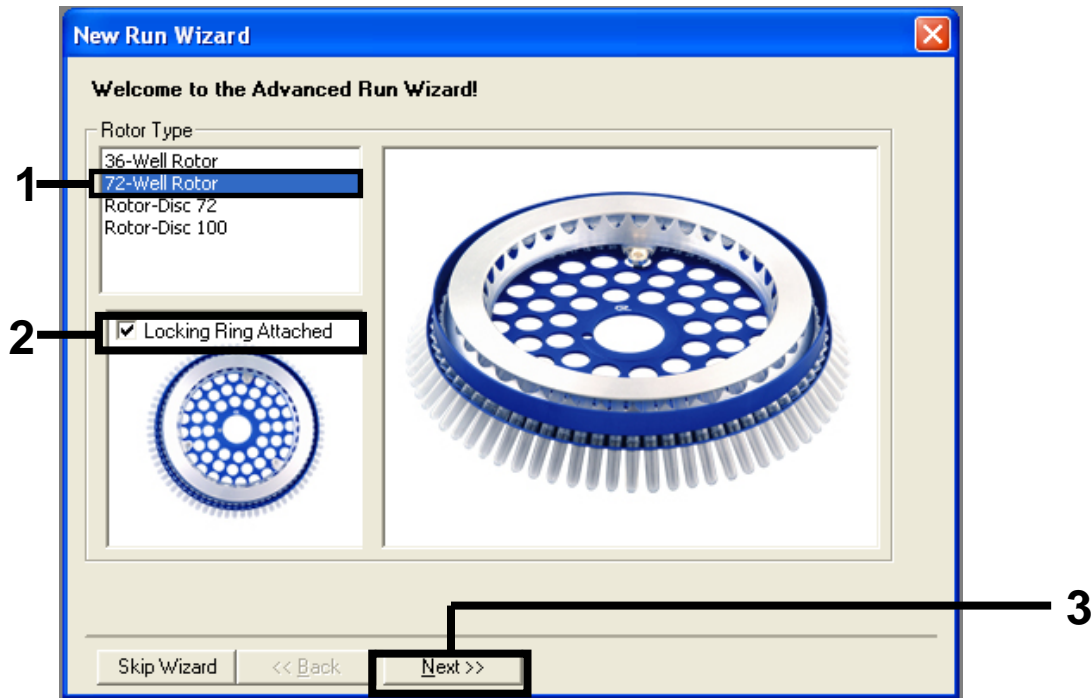 New Run Wizard
Welcome to the Advanced Run Wizard!
Rotor Type
36-Well Rotor
1
72-Well Rotor
Rotor-Disc 72
Rotor-Disc 100
2
Locking Ring Attached
3
Skip Wizard
<< Back
Next >>